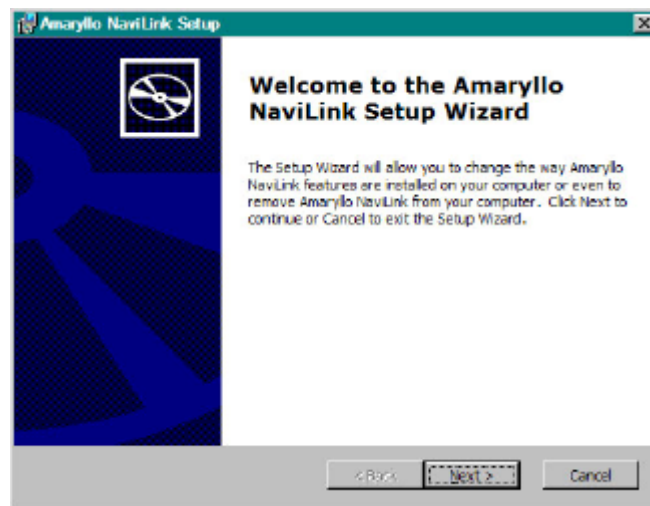 Amaryllo NaviLink Setup
Welcome to the Amaryllo
NaviLink Setup Wizard
The Setup Wizard will allow you to change the way Amaryllo
NaviLink features are installed on your computer or even to
remove Amaryllo NaviLink from your computer. Click Next to
continue or Cancel to exit the Setup Wizard.
< Back Next > Cancel